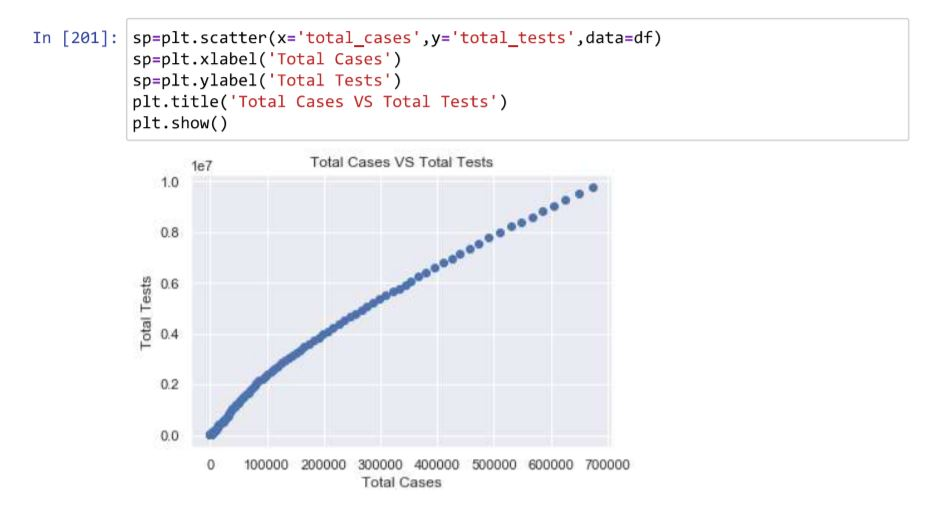 In [201]: sp=plt.scatter(x='total_cases',y='total_tests',data=df)
sp=plt.xlabel('Total Cases')
sp=plt.ylabel('Total Tests')
plt.title('Total Cases VS Total Tests')
plt.show()
1e7 Total Cases VS Total Tests
1.0
0.8
0.6
0.4
0.2
0.0
Total Tests
0 100000 200000 300000 400000 500000 600000 700000
Total Cases